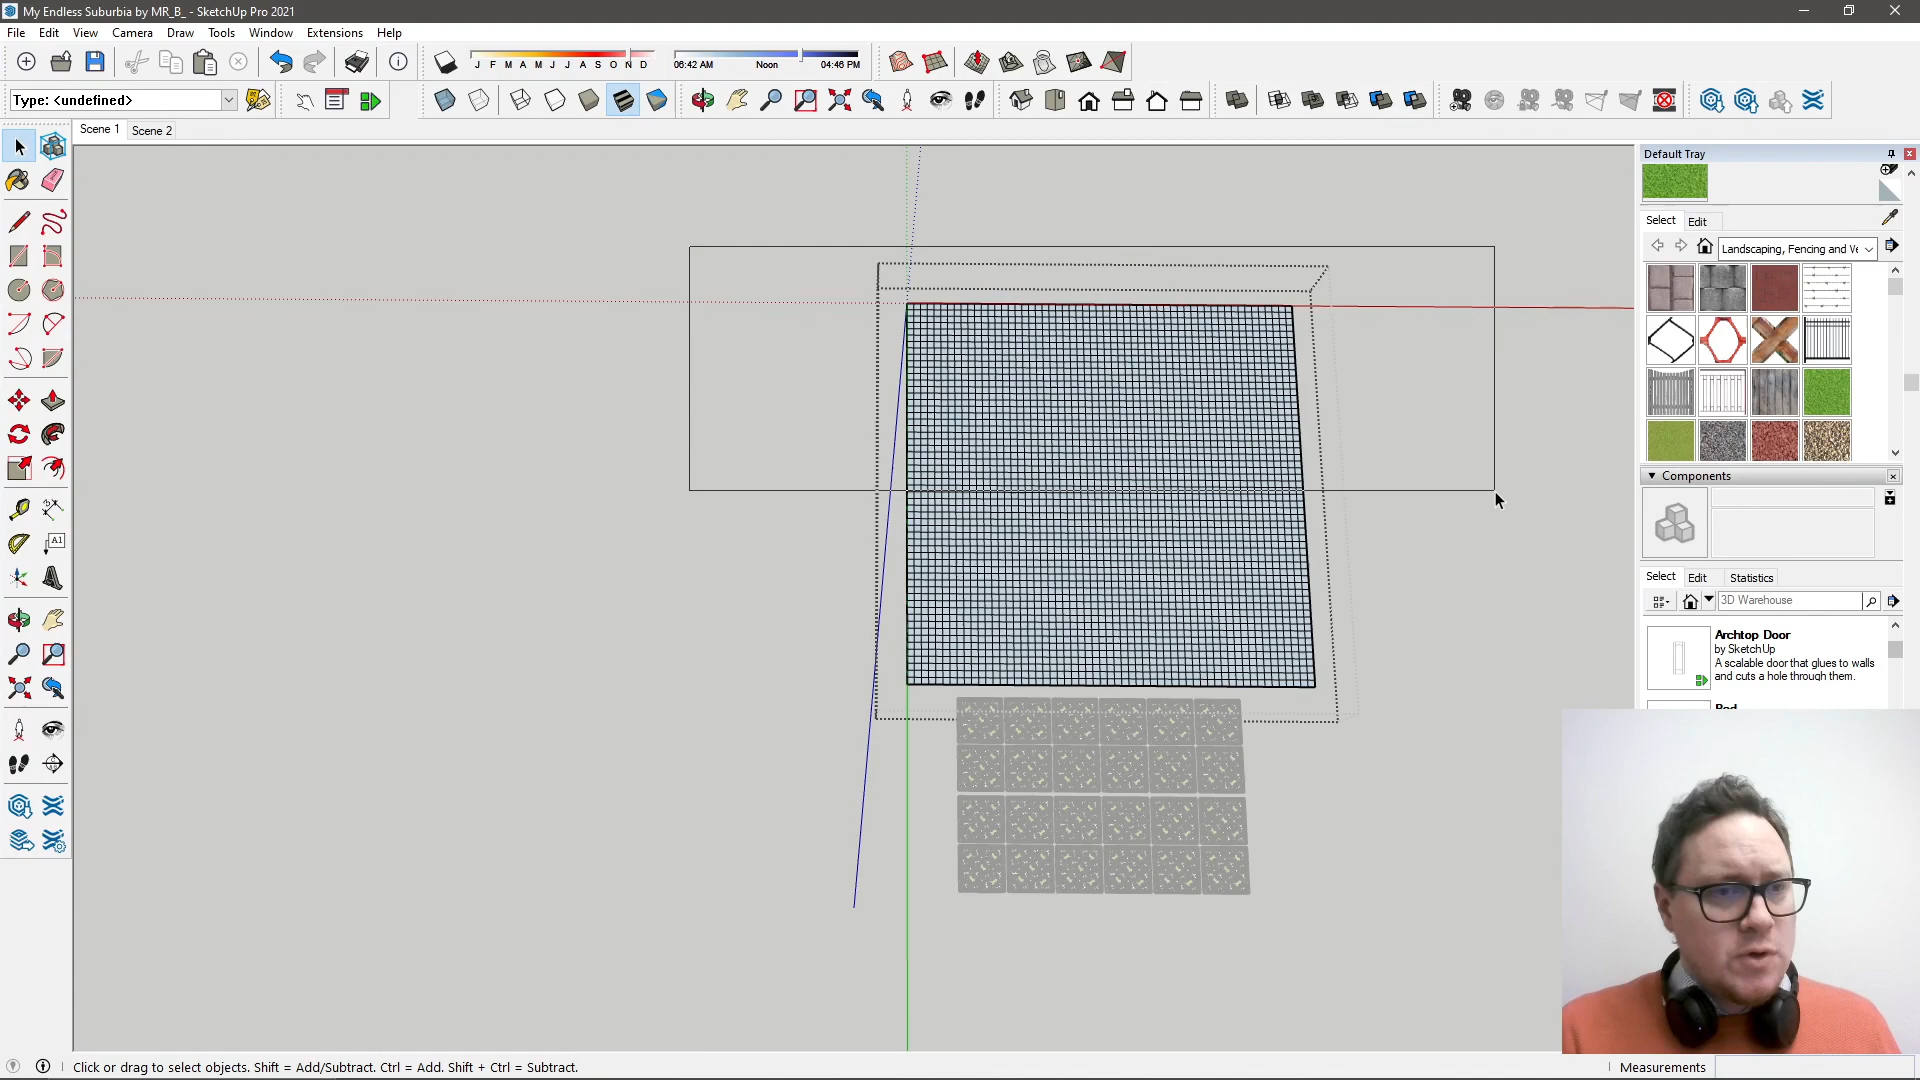 My Endless Suburbia by MR_B_ - SketchUp Pro 2021
File Edit View Camera Draw Tools Window Extensions Help
J F M A M J J A S O N D
06:42 AM Noon 04:46 PM
Type: <undefined>
Scene 1 Scene 2
Default Tray
Select Edit
Landscaping, Fencing and Ve
Components
Select Edit Statistics
3D Warehouse
Archtop Door
by SketchUp
A scalable door that glues to walls
and cuts a hole through them.
A1
Click or drag to select objects. Shift = Add/Subtract. Ctrl = Add. Shift + Ctrl = Subtract.
Measurements